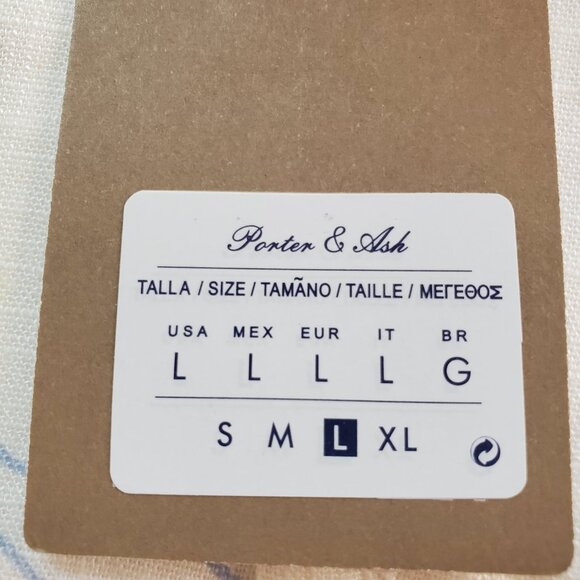 Porter & Ash
TALLA / SIZE / TAMÃNO / TAILLE / ΜΕΓΕΘΟΣ
USA MEX EUR IT BR
L L L L G
S M L XL